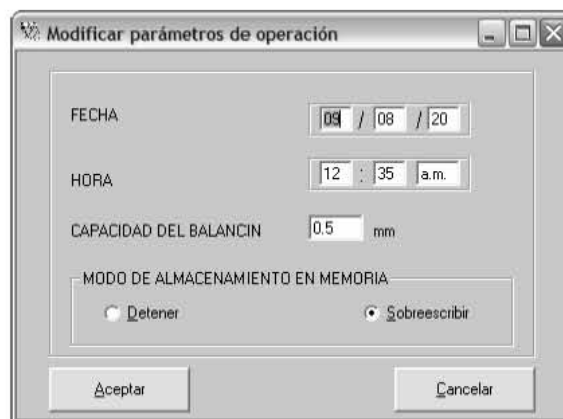 Modificar parámetros de operación
FECHA 09 / 08 / 20
HORA 12 : 35 a.m.
CAPACIDAD DEL BALANCIN 0.5 mm
MODO DE ALMACENAMIENTO EN MEMORIA
Detener Sobreescribir
Aceptar Cancelar